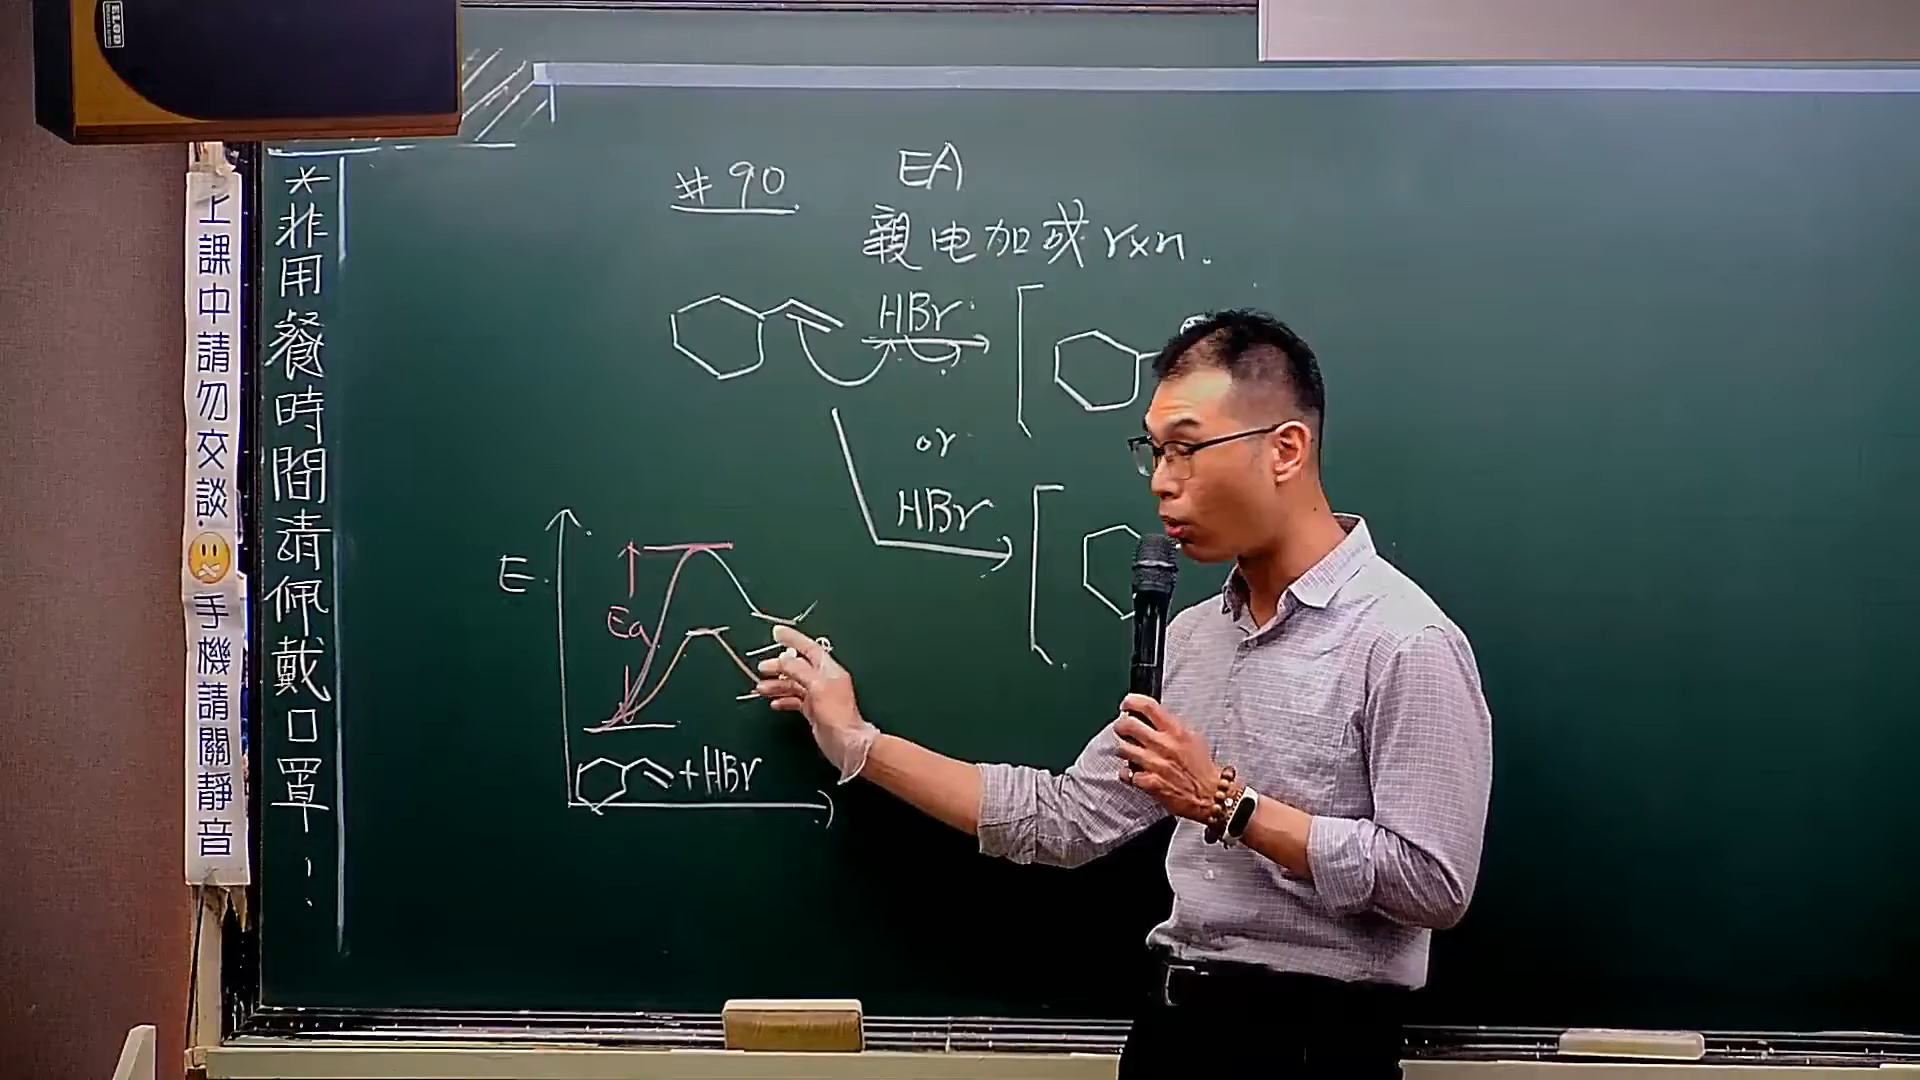 ELGD
上課中請勿交談.
手機請關靜音
*非用餐時間請佩戴口罩!!
#90
EA
親电加成rxn.
HBr
or
HBr
E
Ea
+HBr